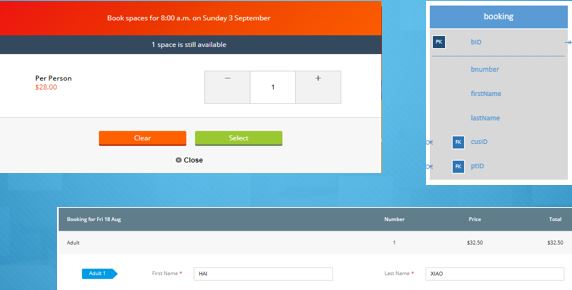 Book spaces for 8:00 a.m. on Sunday 3 September
1 space is still available
Per Person
$28.00
− 1 +
Clear Select
Close
booking
PK bID
bnumber
firstName
lastName
FK cusID
FK ptID
Booking for Fri 18 Aug Number Price Total
Adult 1 $32.50 $32.50
Adult 1 First Name * HAI Last Name * XIAO